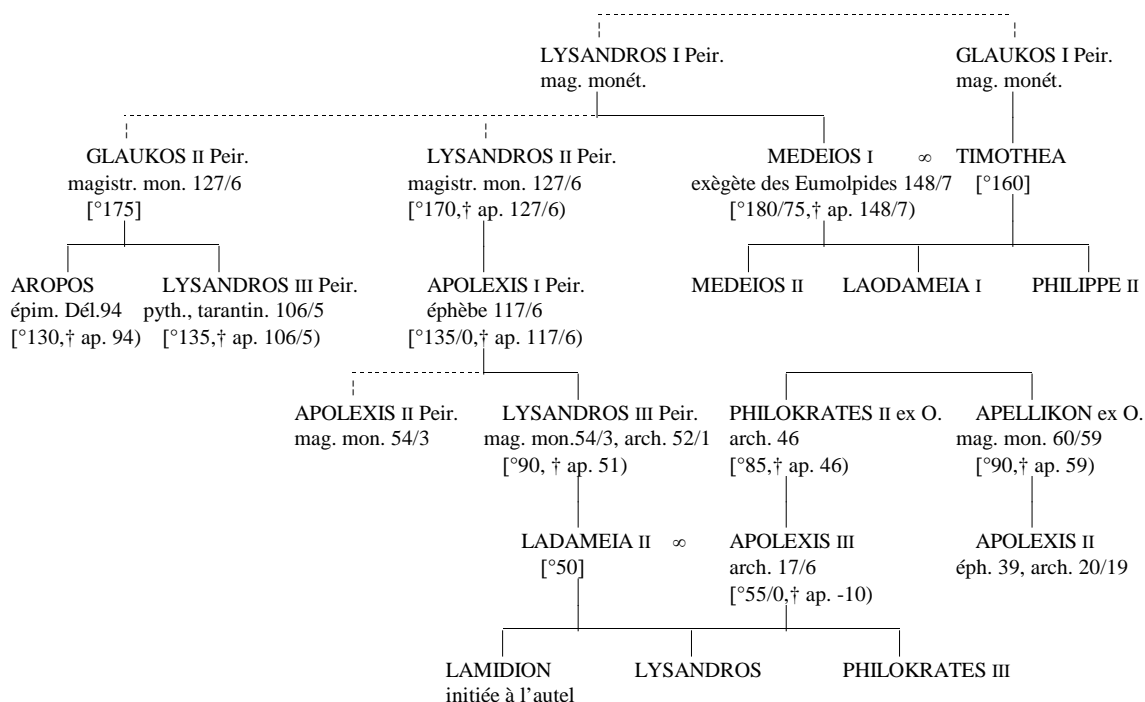 LYSANDROS I Peir. GLAUKOS I Peir.
mag. monét. mag. monét.
GLAUKOS II Peir. LYSANDROS II Peir. MEDEIOS I ∞ TIMOTHEA
magistr. mon. 127/6 magistr. mon. 127/6 exègète des Eumolpides 148/7 [°160]
[°175] [°170,† ap. 127/6) [°180/75,† ap. 148/7)
AROPOS LYSANDROS III Peir. APOLEXIS I Peir. MEDEIOS II LAODAMEIA I PHILIPPE II
épim. Dél.94 pyth., tarantin. 106/5 éphèbe 117/6
[°130,† ap. 94) [°135,† ap. 106/5) [°135/0,† ap. 117/6)
APOLEXIS II Peir. LYSANDROS III Peir. PHILOKRATES II ex O. APELLIKON ex O.
mag. mon. 54/3 mag. mon.54/3, arch. 52/1 arch. 46 mag. mon. 60/59
[°90, † ap. 51) [°85,† ap. 46) [°90,† ap. 59)
LADAMEIA II ∞ APOLEXIS III APOLEXIS II
[°50] arch. 17/6 éph. 39, arch. 20/19
[°55/0,† ap. -10)
LAMIDION LYSANDROS PHILOKRATES III
initiée à l'autel